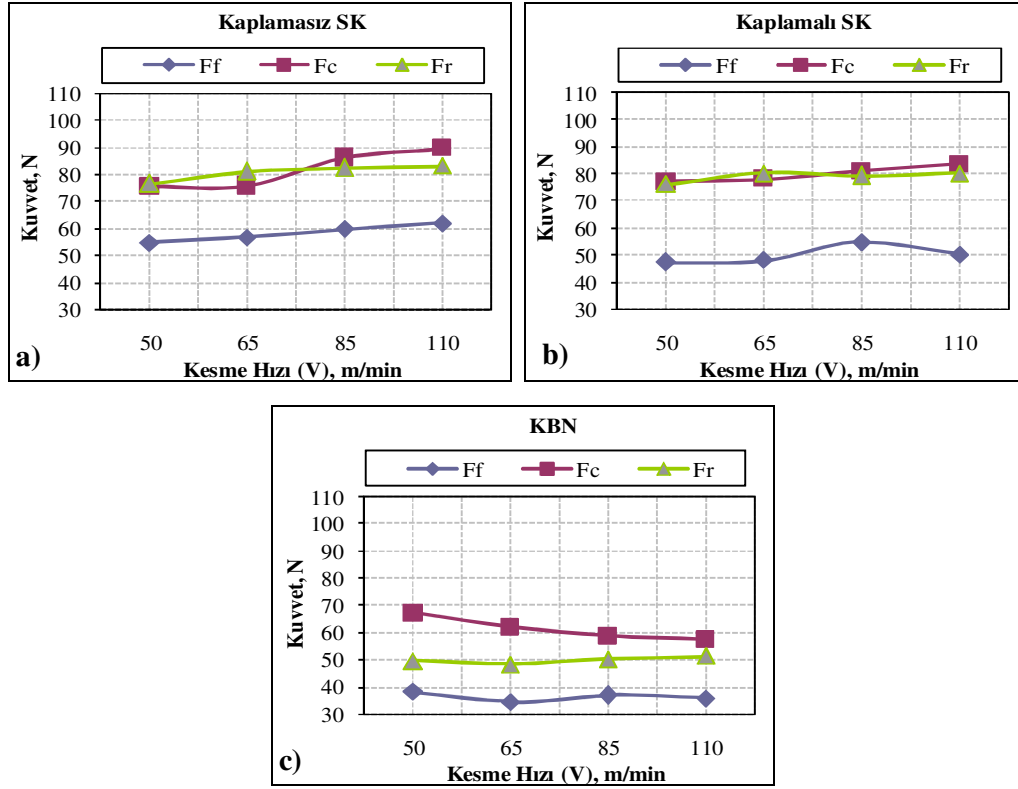 Kaplamasız SK
Ff Fc Fr
110
100
90
80
70
60
50
40
30
Kuvvet, N
50 65 85 110
Kesme Hızı (V), m/min
a)
Kaplamalı SK
Ff Fc Fr
110
100
90
80
70
60
50
40
30
Kuvvet, N
50 65 85 110
Kesme Hızı (V), m/min
b)
KBN
Ff Fc Fr
110
100
90
80
70
60
50
40
30
Kuvvet, N
50 65 85 110
Kesme Hızı (V), m/min
c)